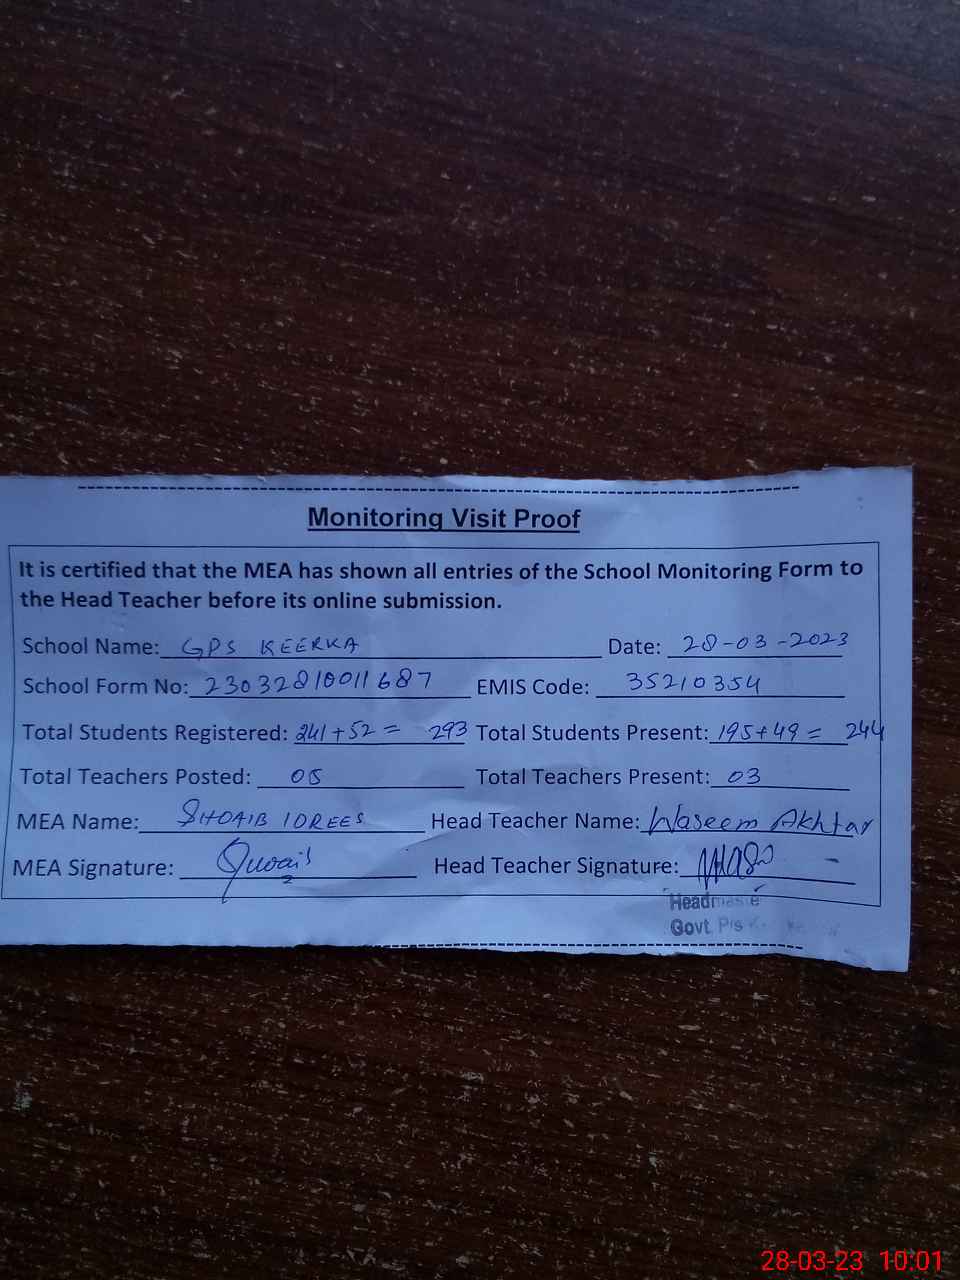 Monitoring Visit Proof
It is certified that the MEA has shown all entries of the School Monitoring Form to
the Head Teacher before its online submission.
School Name: GPS KEERKA Date: 28-03-2023
School Form No: 23032810011687 EMIS Code: 35210354
Total Students Registered: 241+52= 293 Total Students Present: 195+49= 244
Total Teachers Posted: 05 Total Teachers Present: 03
MEA Name: SHOAIB IDREES Head Teacher Name: Waseem Akhtar
MEA Signature: Head Teacher Signature:
Headmaster
Govt. P/s
28-03-23 10:01